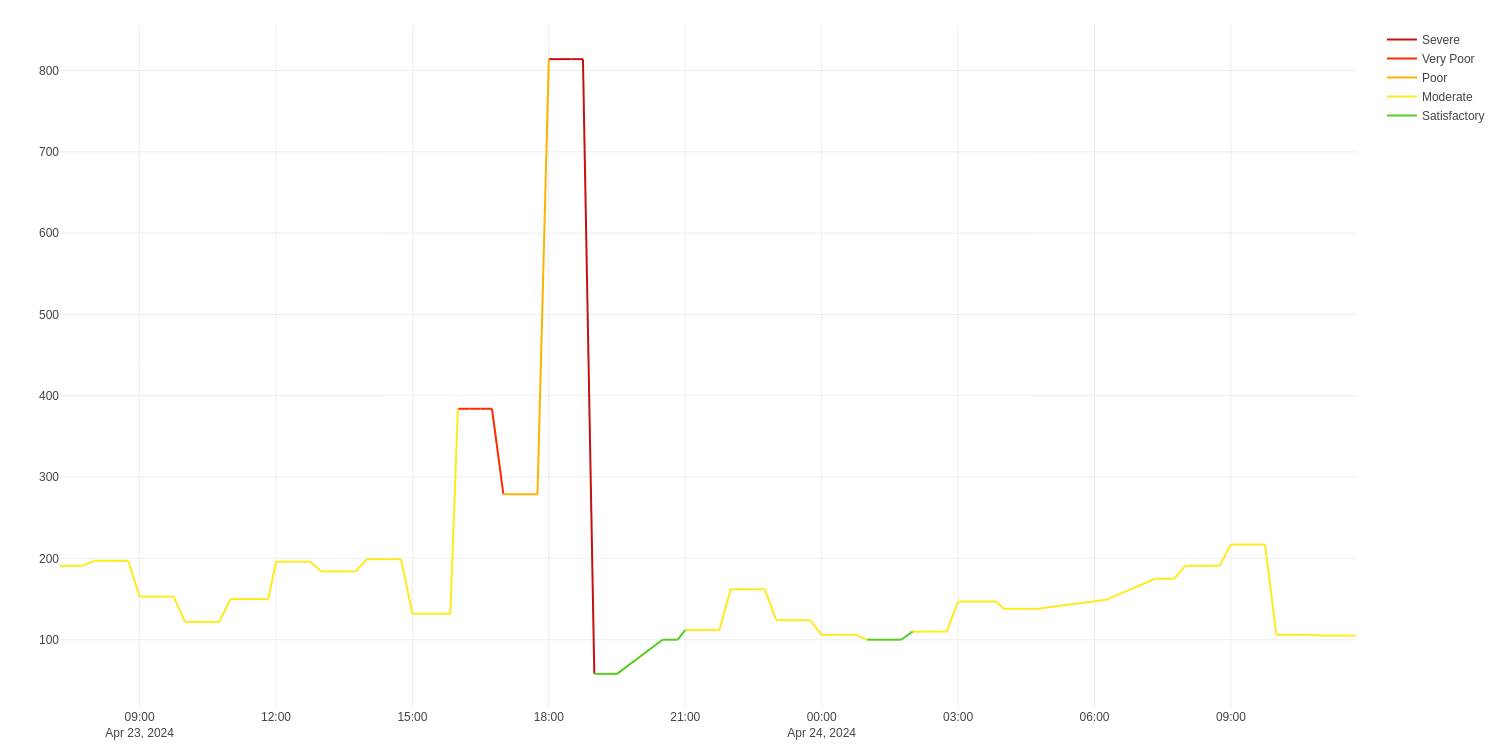 800
700
600
500
400
300
200
100
09:00
Apr 23, 2024
12:00
15:00
18:00
21:00
00:00
Apr 24, 2024
03:00
06:00
09:00
Severe
Very Poor
Poor
Moderate
Satisfactory